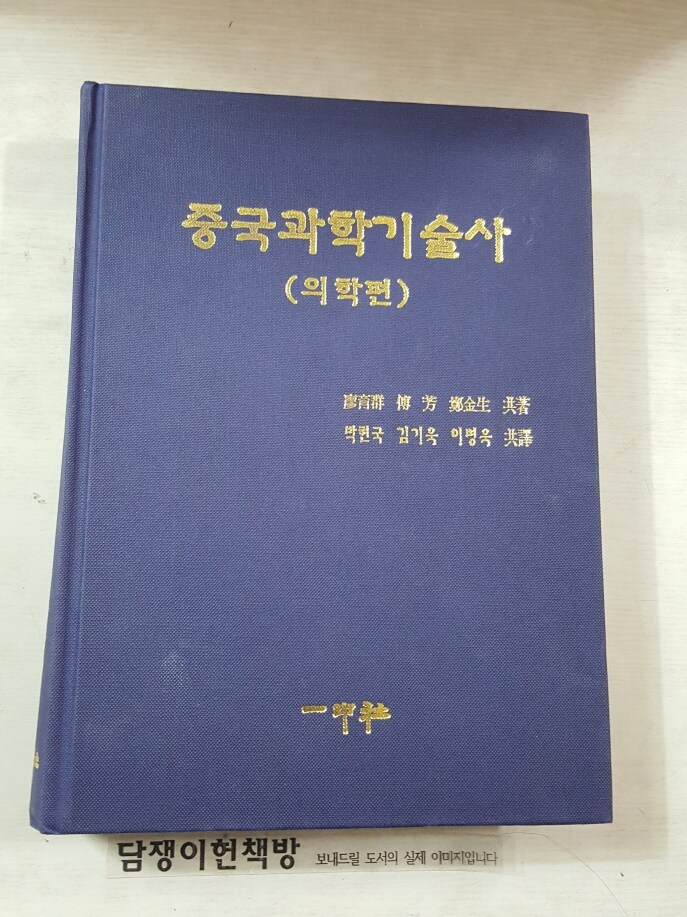 중국과학기술사
(의학편)
廖育群 傅芳 鄭金生 共著
박현국 김기욱 이병욱 共譯
一中社
담쟁이헌책방 보내드릴 도서의 실제 이미지입니다